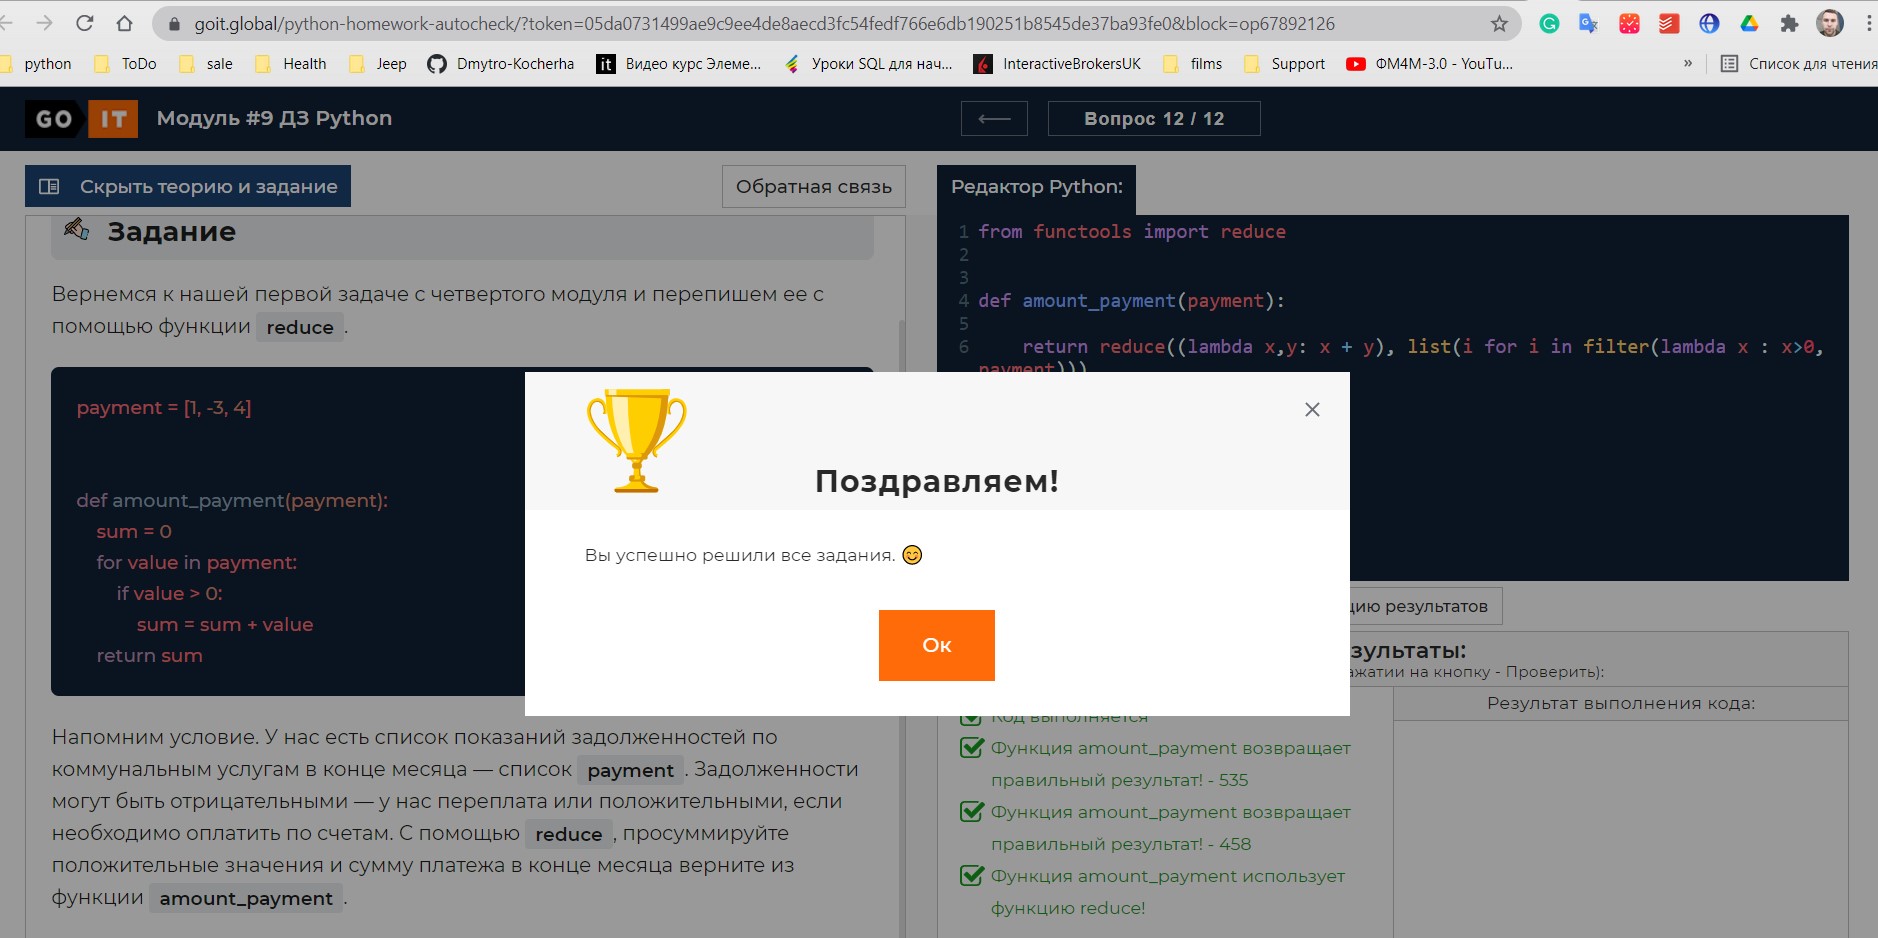 goit.global/python-homework-autocheck/?token=05da0731499ae9c9ee4de8aecd3fc54fedf766e6db190251b8545de37ba93fe0&block=op67892126
python
ToDo
sale
Health
Jeep
Dmytro-Kocherha
it
Видео курс Элеме...
Уроки SQL для нач...
InteractiveBrokersUK
films
Support
ФМ4М-3.0 - YouTu...
»
Список для чтения
GO IT
Модуль #9 ДЗ Python
Вопрос 12 / 12
Скрыть теорию и задание
Обратная связь
Задание
Вернемся к нашей первой задаче с четвертого модуля и перепишем ее с
помощью функции reduce.
payment = [1, -3, 4]
def amount_payment(payment):
sum = 0
for value in payment:
if value > 0:
sum = sum + value
return sum
Напомним условие. У нас есть список показаний задолженностей по
коммунальным услугам в конце месяца — список payment. Задолженности
могут быть отрицательными — у нас переплата или положительными, если
необходимо оплатить по счетам. С помощью reduce, просуммируйте
положительные значения и сумму платежа в конце месяца верните из
функции amount_payment.
Редактор Python:
1 from functools import reduce
2
3
4 def amount_payment(payment):
5
6 return reduce((lambda x,y: x + y), list(i for i in filter(lambda x : x>0,
payment)))
Поздравляем!
Вы успешно решили все задания. 😊
Ок
цию результатов
зультаты:
ажатии на кнопку - Проверить):
Результат выполнения кода:
Код выполняется
Функция amount_payment возвращает
правильный результат! - 535
Функция amount_payment возвращает
правильный результат! - 458
Функция amount_payment использует
функцию reduce!